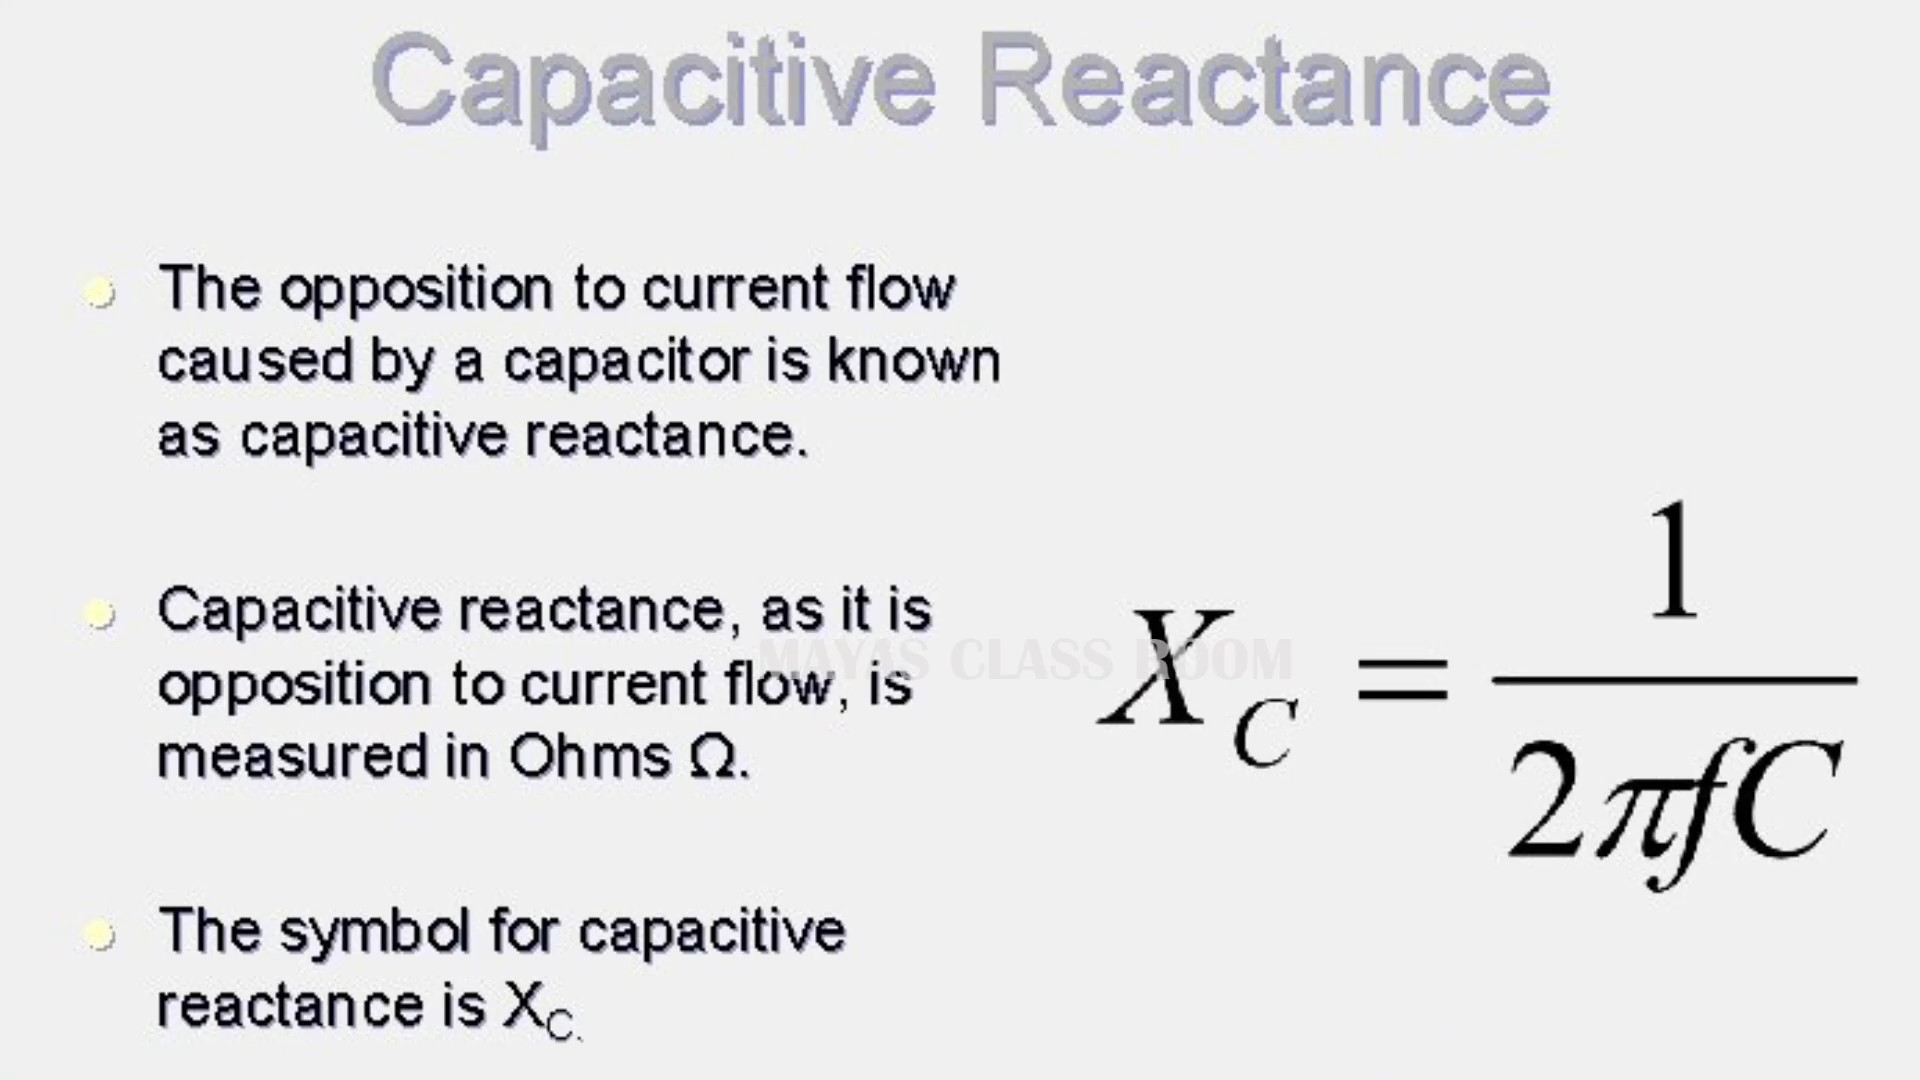 Capacitive Reactance
The opposition to current flow
caused by a capacitor is known
as capacitive reactance.
Capacitive reactance, as it is
opposition to current flow, is
measured in Ohms Ω.
The symbol for capacitive
reactance is X_C.
X_C = 1 / 2πfC
MAYAS CLASS ROOM